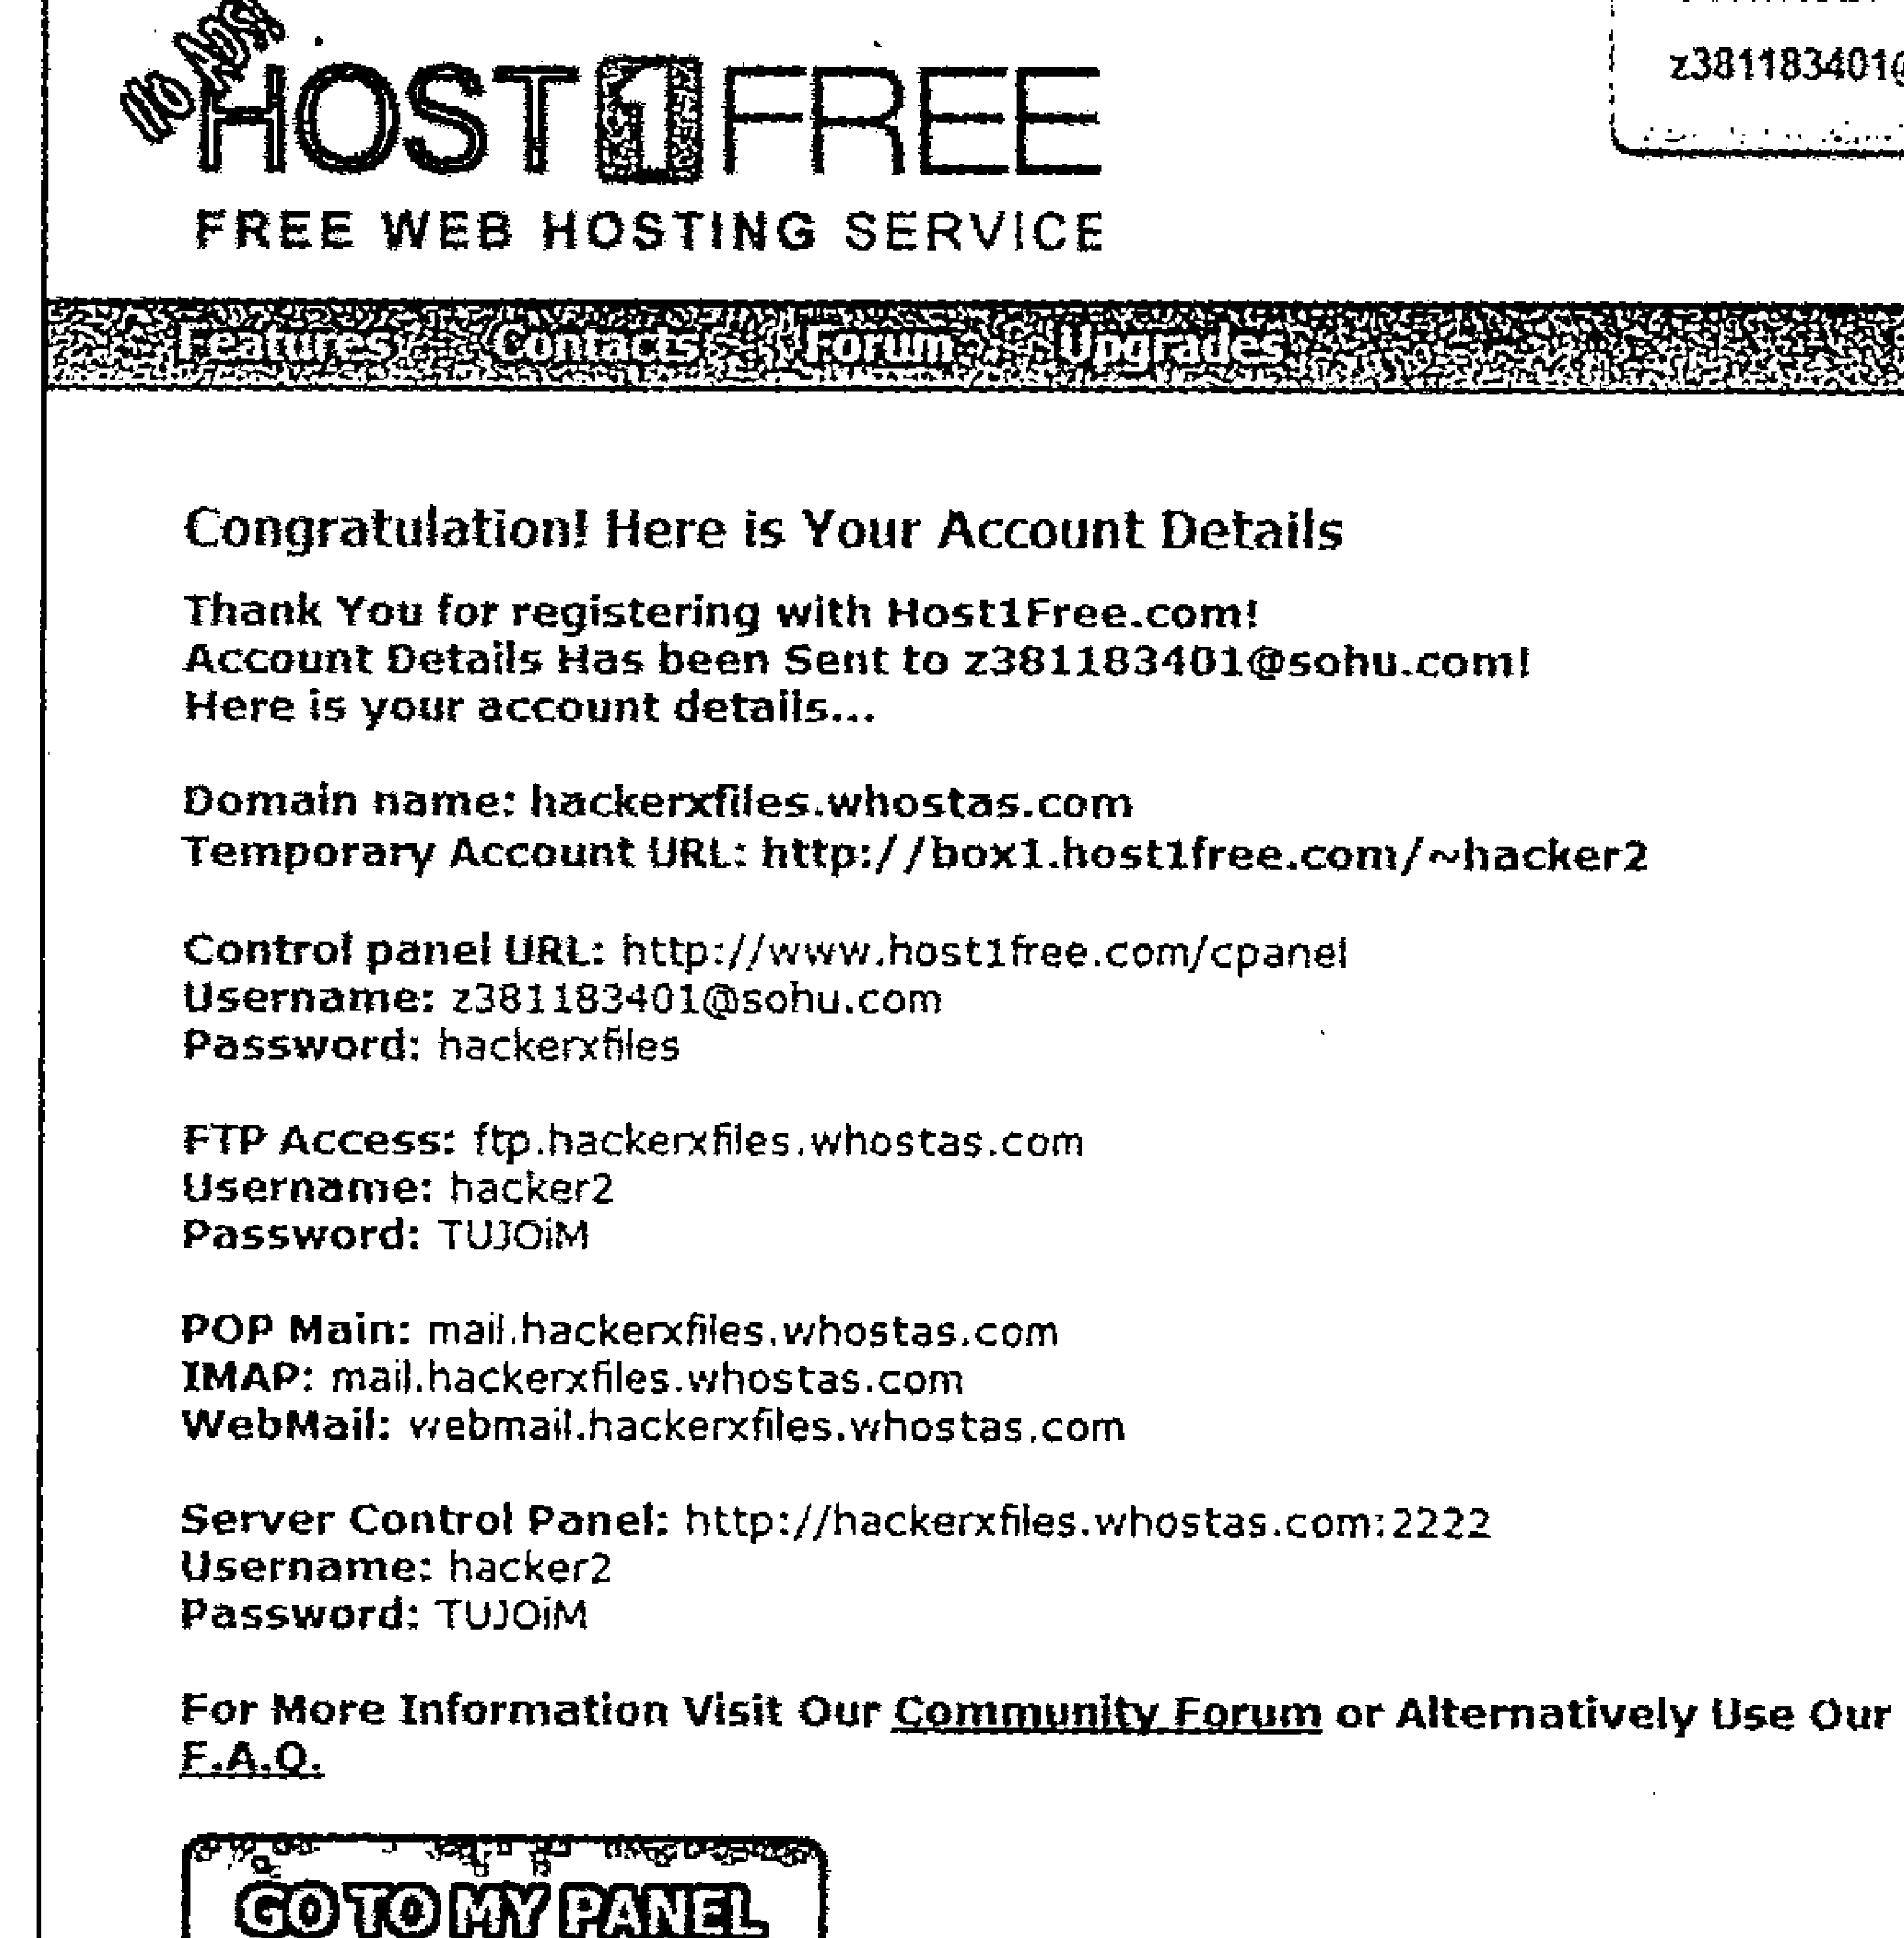 no ads!
z381183401@
HOST1FREE
FREE WEB HOSTING SERVICE
Features Contacts Forum Upgrades
Congratulation! Here is Your Account Details
Thank You for registering with Host1Free.com!
Account Details Has been Sent to z381183401@sohu.com!
Here is your account details...
Domain name: hackerxfiles.whostas.com
Temporary Account URL: http://box1.host1free.com/~hacker2
Control panel URL: http://www.host1free.com/cpanel
Username: z381183401@sohu.com
Password: hackerxfiles
FTP Access: ftp.hackerxfiles.whostas.com
Username: hacker2
Password: TUJOiM
POP Main: mail.hackerxfiles.whostas.com
IMAP: mail.hackerxfiles.whostas.com
WebMail: webmail.hackerxfiles.whostas.com
Server Control Panel: http://hackerxfiles.whostas.com:2222
Username: hacker2
Password: TUJOiM
For More Information Visit Our Community Forum or Alternatively Use Our
F.A.Q.
GO TO MY PANEL